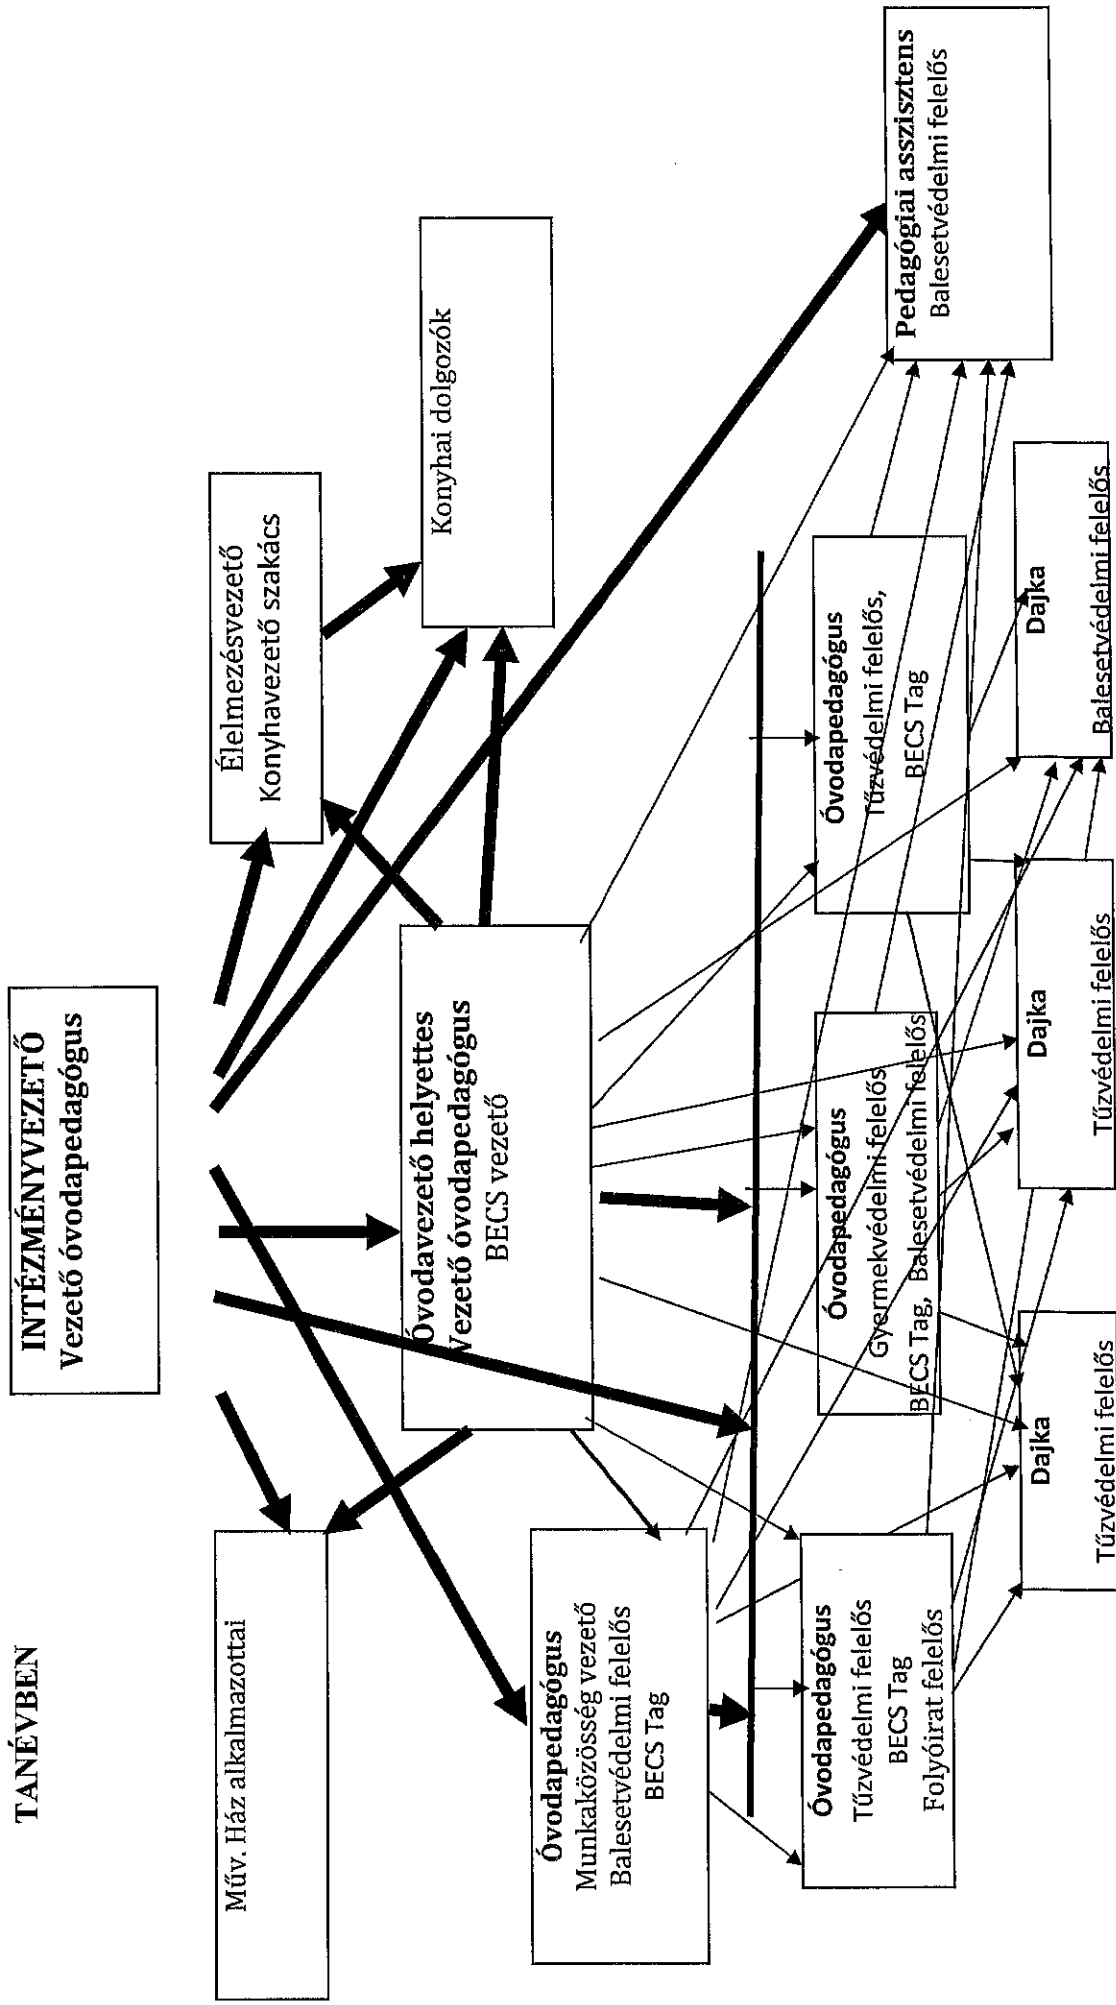 TANÉVBEN
INTÉZMÉNYVEZETŐ
Vezető óvodapedagógus
Műv. Ház alkalmazottai
Élelmezésvezető
Konyhavezető szakács
Óvodavezető helyettes
Vezető óvodapedagógus
BECS vezető
Konyhai dolgozók
Óvodapedagógus
Munkaközösség vezető
Balesetvédelmi felelős
BECS Tag
Óvodapedagógus
Tűzvédelmi felelős
BECS Tag
Folyóirat felelős
Óvodapedagógus
Gyermekvédelmi felelős
BECS Tag, Balesetvédelmi felelős
Óvodapedagógus
Tűzvédelmi felelős,
BECS Tag
Pedagógiai asszisztens
Balesetvédelmi felelős
Dajka
Tűzvédelmi felelős
Dajka
Tűzvédelmi felelős
Dajka
Balesetvédelmi felelős